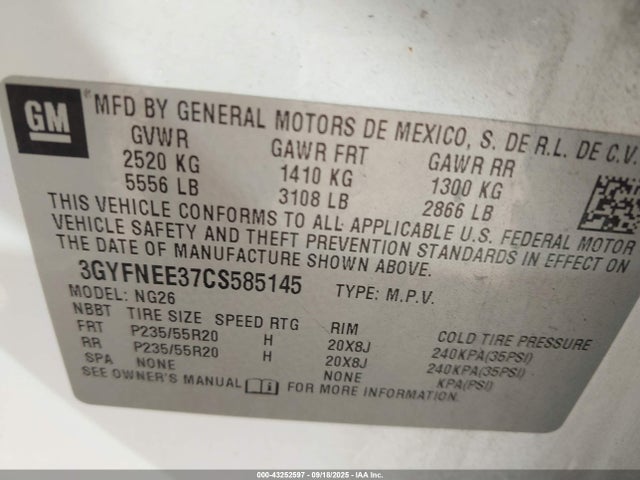 GM
MFD BY GENERAL MOTORS DE MEXICO, S. DE R.L. DE C.V.
GVWR GAWR FRT GAWR RR
2520 KG 1410 KG 1300 KG
5556 LB 3108 LB 2866 LB
THIS VEHICLE CONFORMS TO ALL APPLICABLE U.S. FEDERAL MOTOR
VEHICLE SAFETY AND THEFT PREVENTION STANDARDS IN EFFECT ON
THE DATE OF MANUFACTURE SHOWN ABOVE.
3GYFNEE37CS585145 TYPE: M.P.V.
MODEL: NG26
NBBT TIRE SIZE SPEED RTG RIM COLD TIRE PRESSURE
FRT P235/55R20 H 20X8J 240KPA(35PSI)
RR P235/55R20 H 20X8J 240KPA(35PSI)
SPA NONE NONE KPA(PSI)
SEE OWNER'S MANUAL FOR MORE INFORMATION.
000-43252597 - 09/18/2025 - Copyright © 2025 IAA, Inc.